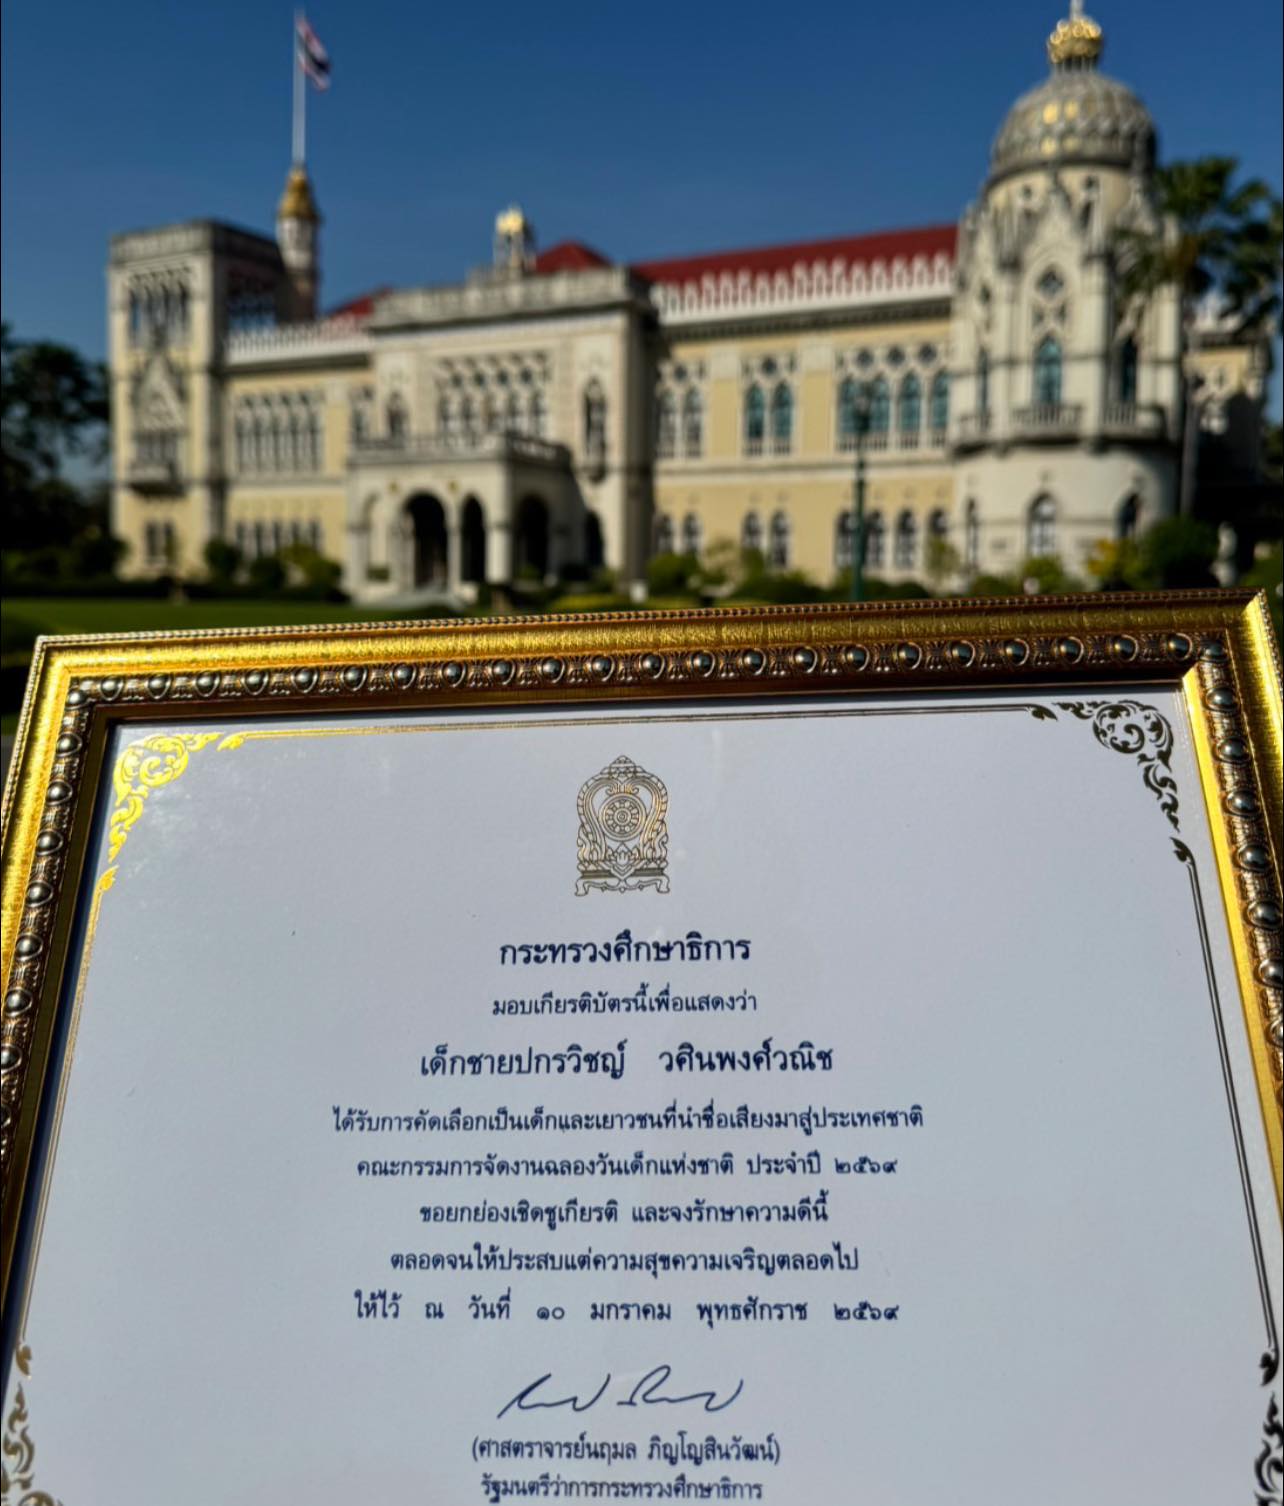 กระทรวงศึกษาธิการ
มอบเกียรติบัตรนี้เพื่อแสดงว่า
เด็กชายปกรวิชญ์ วศินพงศ์วณิช
ได้รับการคัดเลือกเป็นเด็กและเยาวชนที่นำชื่อเสียงมาสู่ประเทศชาติ
คณะกรรมการจัดงานฉลองวันเด็กแห่งชาติ ประจำปี ๒๕๖๙
ขอยกย่องเชิดชูเกียรติ และจงรักษาความดีนี้
ตลอดจนให้ประสบแต่ความสุขความเจริญตลอดไป
ให้ไว้ ณ วันที่ ๑๐ มกราคม พุทธศักราช ๒๕๖๙
(ศาสตราจารย์นฤมล ภิญโญสินวัฒน์)
รัฐมนตรีว่าการกระทรวงศึกษาธิการ